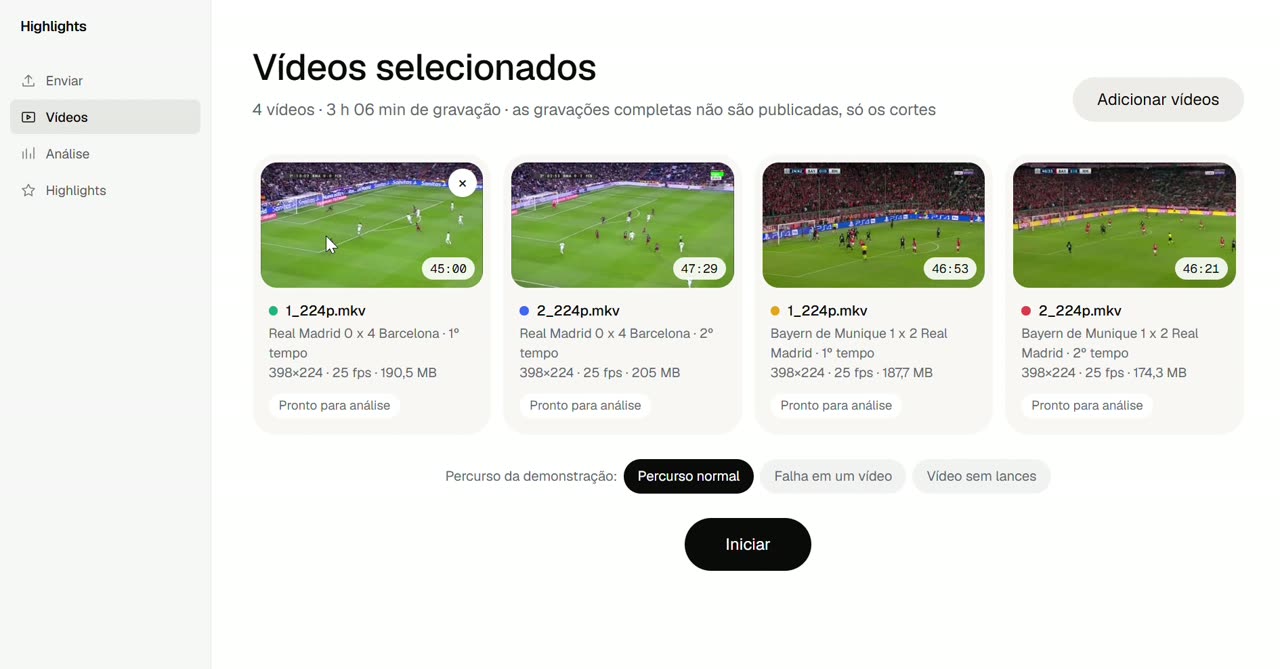 Highlights
Enviar
Vídeos
Análise
Highlights
Vídeos selecionados
4 vídeos · 3 h 06 min de gravação · as gravações completas não são publicadas, só os cortes
Adicionar vídeos
×
45:00
47:29
46:53
46:21
1_224p.mkv
Real Madrid 0 x 4 Barcelona · 1º
tempo
398×224 · 25 fps · 190,5 MB
Pronto para análise
2_224p.mkv
Real Madrid 0 x 4 Barcelona · 2º
tempo
398×224 · 25 fps · 205 MB
Pronto para análise
1_224p.mkv
Bayern de Munique 1 x 2 Real
Madrid · 1º tempo
398×224 · 25 fps · 187,7 MB
Pronto para análise
2_224p.mkv
Bayern de Munique 1 x 2 Real
Madrid · 2º tempo
398×224 · 25 fps · 174,3 MB
Pronto para análise
Percurso da demonstração:
Percurso normal
Falha em um vídeo
Vídeo sem lances
Iniciar